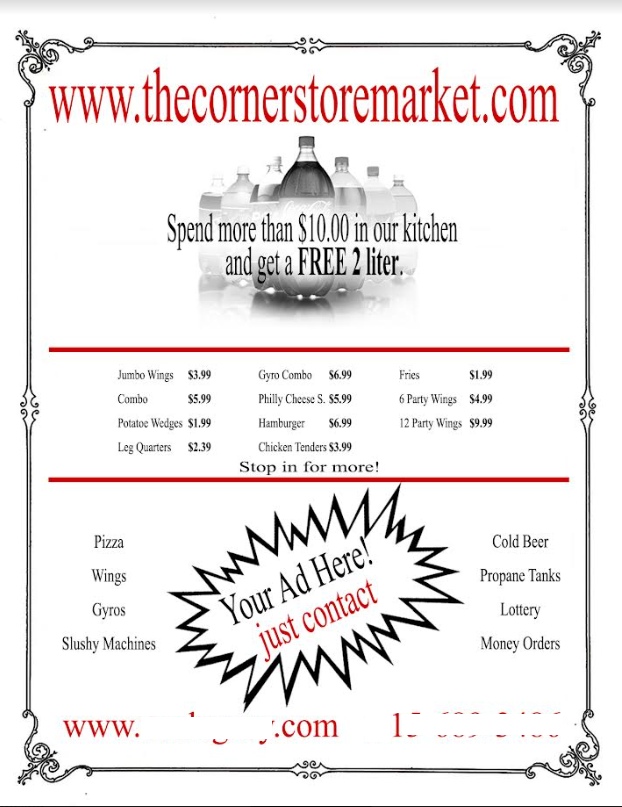 www.thecornerstoremarket.com
Spend more than $10.00 in our kitchen
and get a FREE 2 liter.
Jumbo Wings $3.99 Gyro Combo $6.99 Fries $1.99
Combo $5.99 Philly Cheese S. $5.99 6 Party Wings $4.99
Potatoe Wedges $1.99 Hamburger $6.99 12 Party Wings $9.99
Leg Quarters $2.39 Chicken Tenders $3.99
Stop in for more!
Your Ad Here!
just contact
Pizza
Wings
Gyros
Slushy Machines
Cold Beer
Propane Tanks
Lottery
Money Orders
www. .com